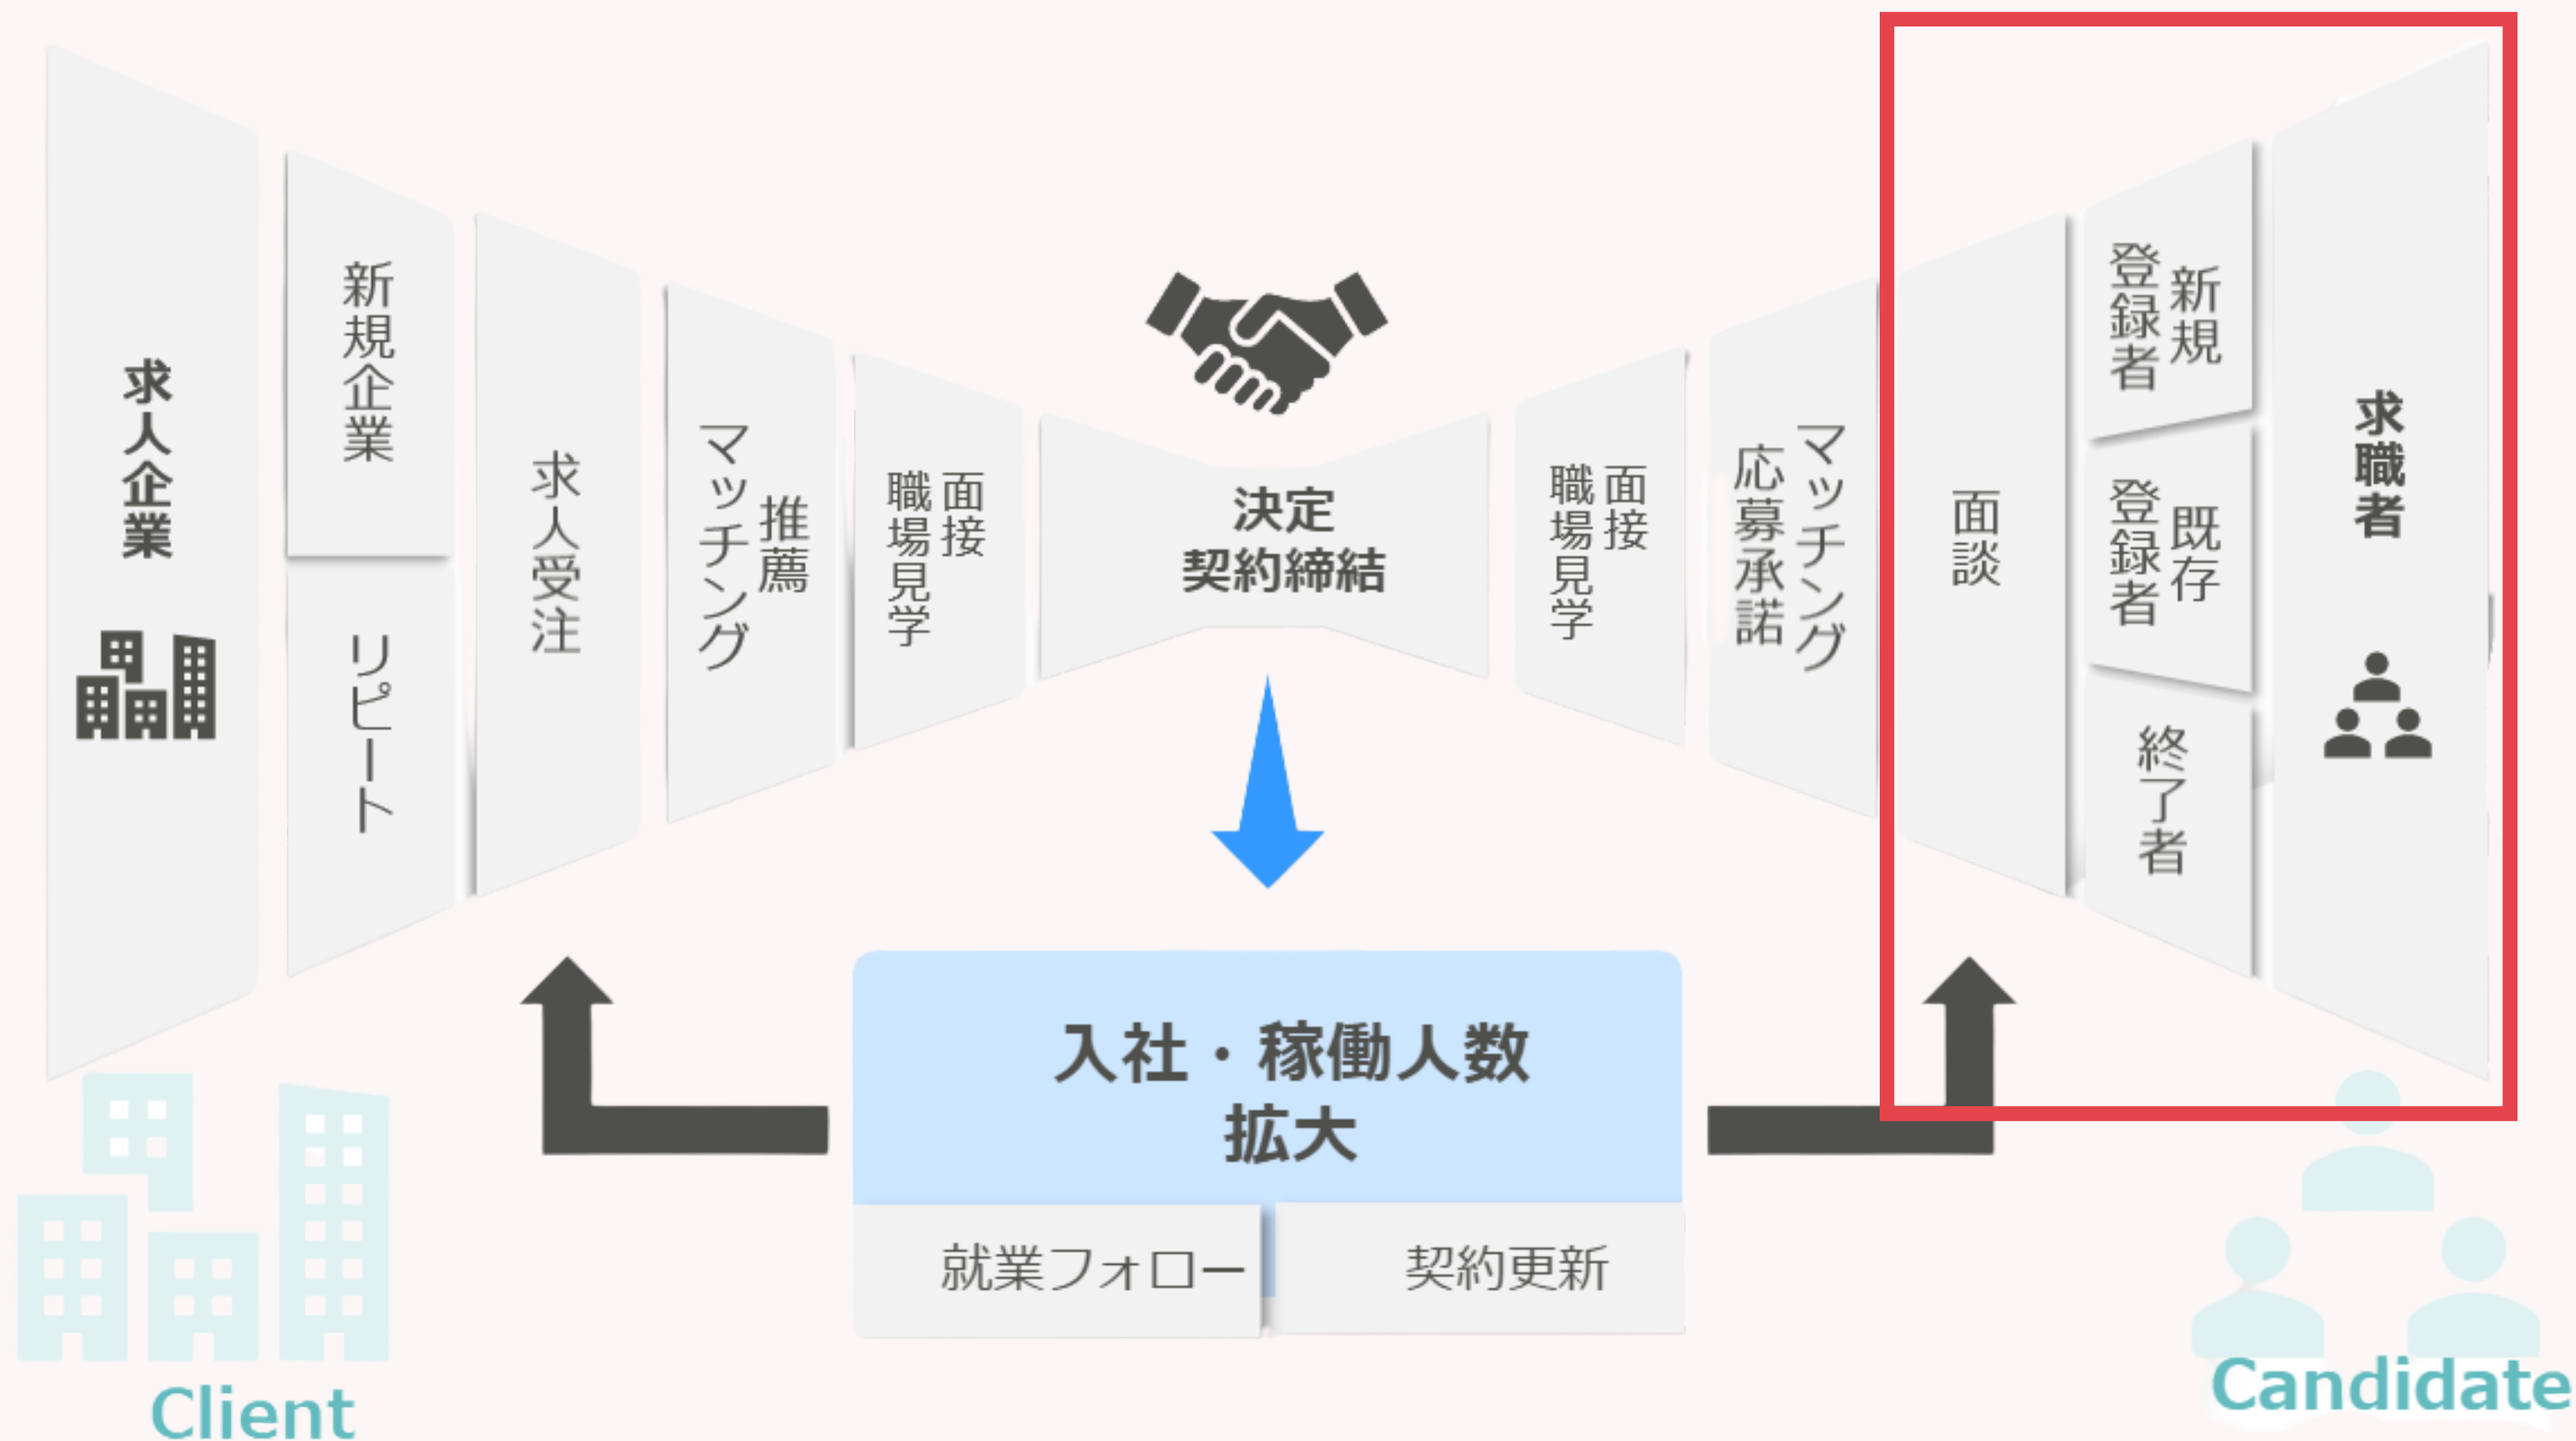 求人企業
新規企業
リピート
求人受注
推薦
マッチング
面接
職場見学
決定
契約締結
面接
職場見学
マッチング
応募承諾
面談
新規
登録者
既存
登録者
終了者
求職者
入社・稼働人数
拡大
就業フォロー
契約更新
Client
Candidate